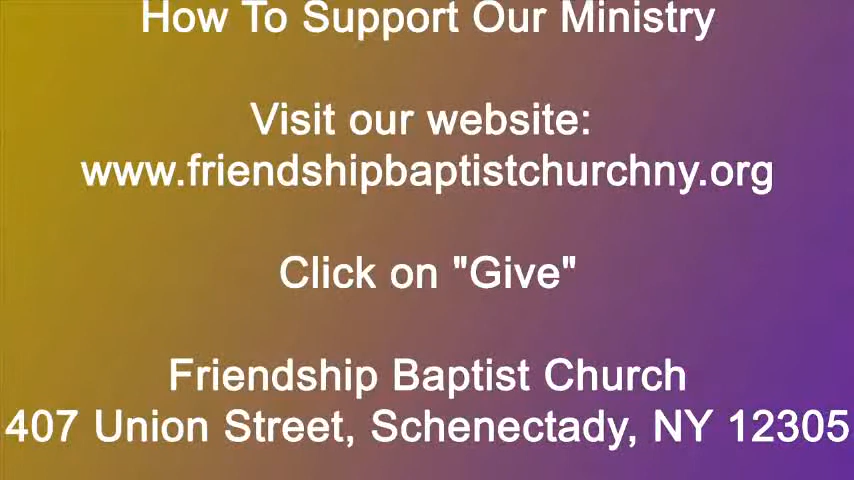 How To Support Our Ministry
Visit our website:
www.friendshipbaptistchurchny.org
Click on "Give"
Friendship Baptist Church
407 Union Street, Schenectady, NY 12305